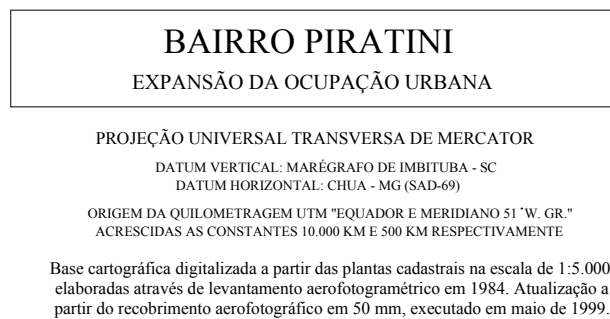 BAIRRO PIRATINI
EXPANSÃO DA OCUPAÇÃO URBANA
PROJEÇÃO UNIVERSAL TRANSVERSA DE MERCATOR
DATUM VERTICAL: MARÉGRAFO DE IMBITUBA - SC
DATUM HORIZONTAL: CHUA - MG (SAD-69)
ORIGEM DA QUILOMETRAGEM UTM "EQUADOR E MERIDIANO 51 ° W. GR."
ACRESCIDAS AS CONSTANTES 10.000 KM E 500 KM RESPECTIVAMENTE
Base cartográfica digitalizada a partir das plantas cadastrais na escala de 1:5.000
elaboradas através de levantamento aerofotogramétrico em 1984. Atualização a
partir do recobrimento aerofotográfico em 50 mm, executado em maio de 1999.